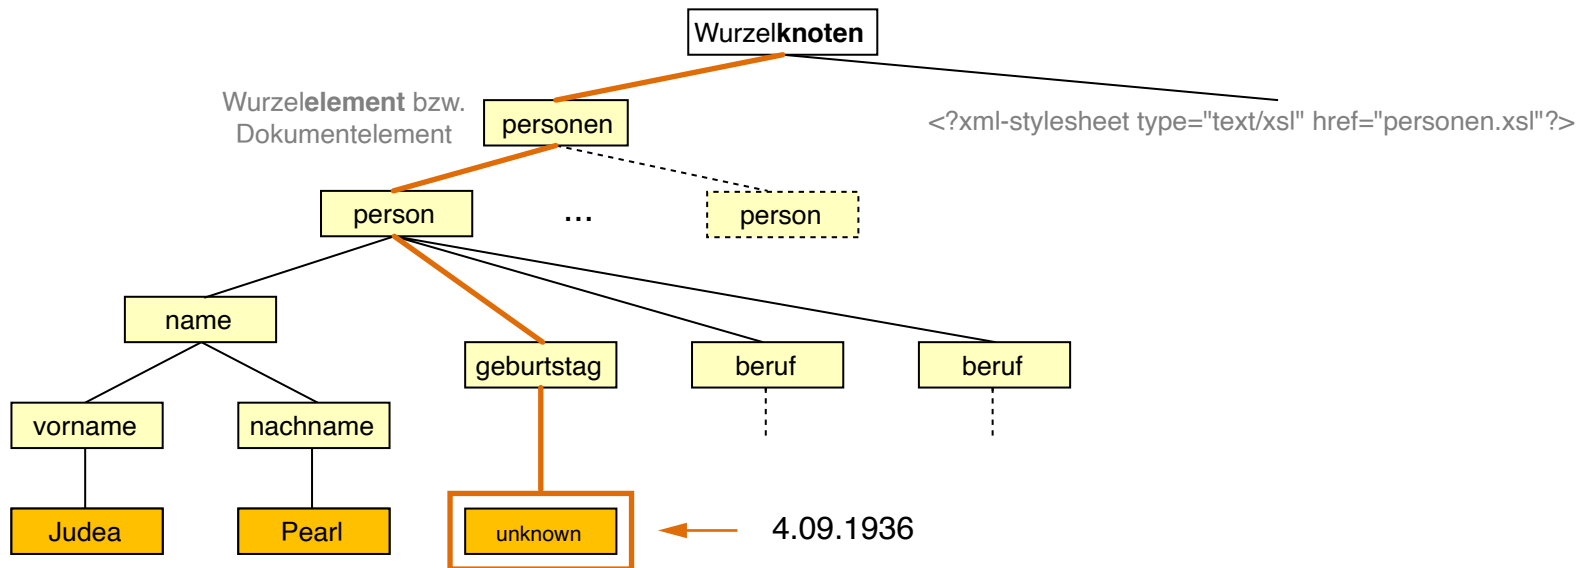 Wurzelknoten
Wurzelelement bzw.
Dokumentelement
personen
<?xml-stylesheet type="text/xsl" href="personen.xsl"?>
person
...
person
name
geburtstag
beruf
beruf
vorname
nachname
Judea
Pearl
unknown
4.09.1936